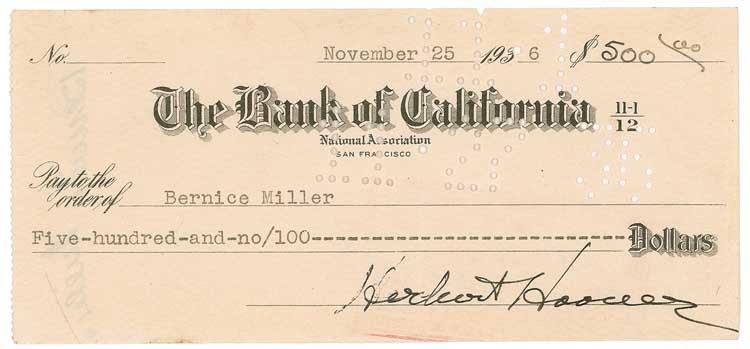 No. November 25 1936 $500 00/
The Bank of California 11-1/12
National Association
SAN FRANCISCO
Pay to the
order of Bernice Miller
Five-hundred-and-no/100-------------------------------- Dollars
Herbert Hoover